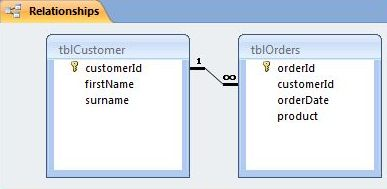 Relationships
tblCustomer
customerId
firstName
surname
1
∞
tblOrders
orderId
customerId
orderDate
product